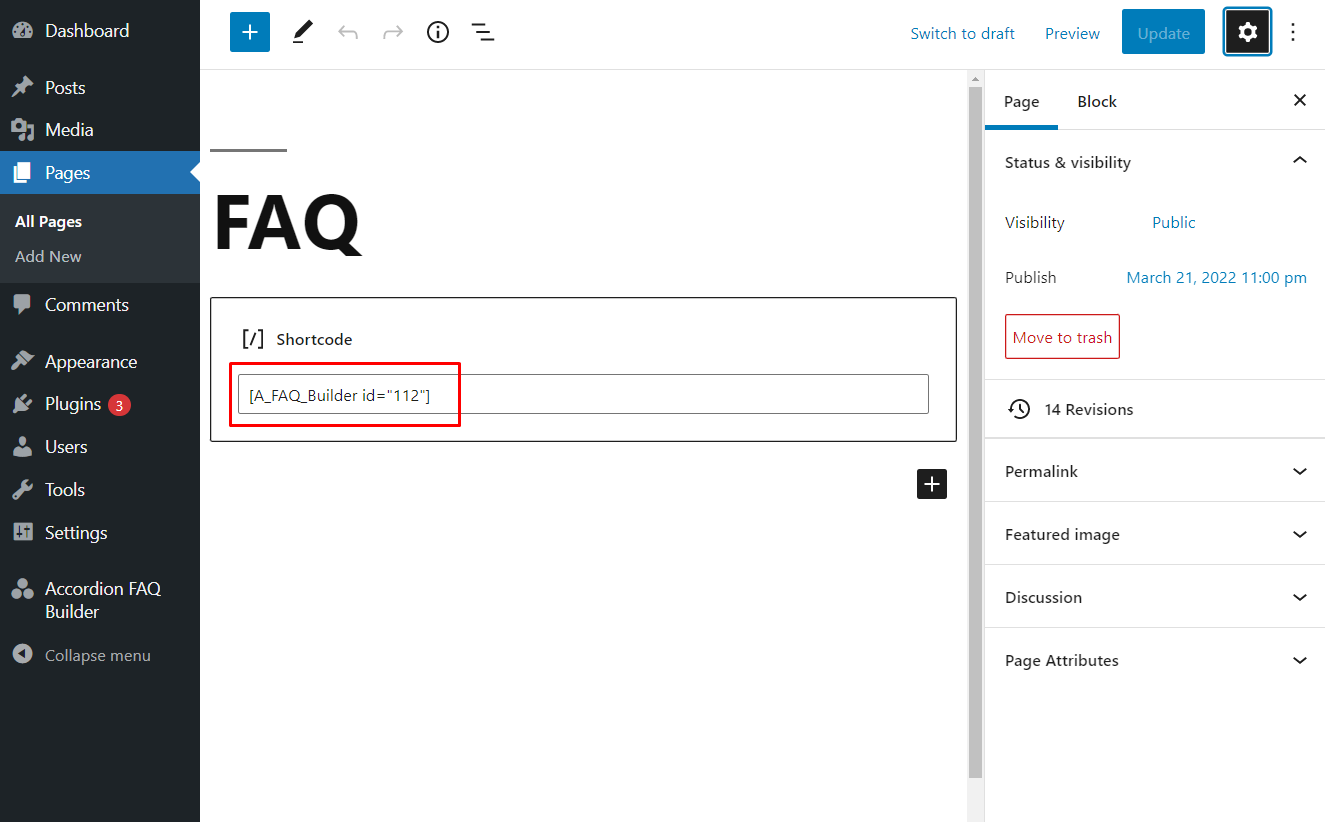 Dashboard
Posts
Media
Pages
All Pages
Add New
Comments
Appearance
Plugins 3
Users
Tools
Settings
Accordion FAQ
Builder
Collapse menu
Switch to draft Preview Update
FAQ
[/] Shortcode
[A_FAQ_Builder id="112"]
Page Block
Status & visibility
Visibility Public
Publish March 21, 2022 11:00 pm
Move to trash
14 Revisions
Permalink
Featured image
Discussion
Page Attributes